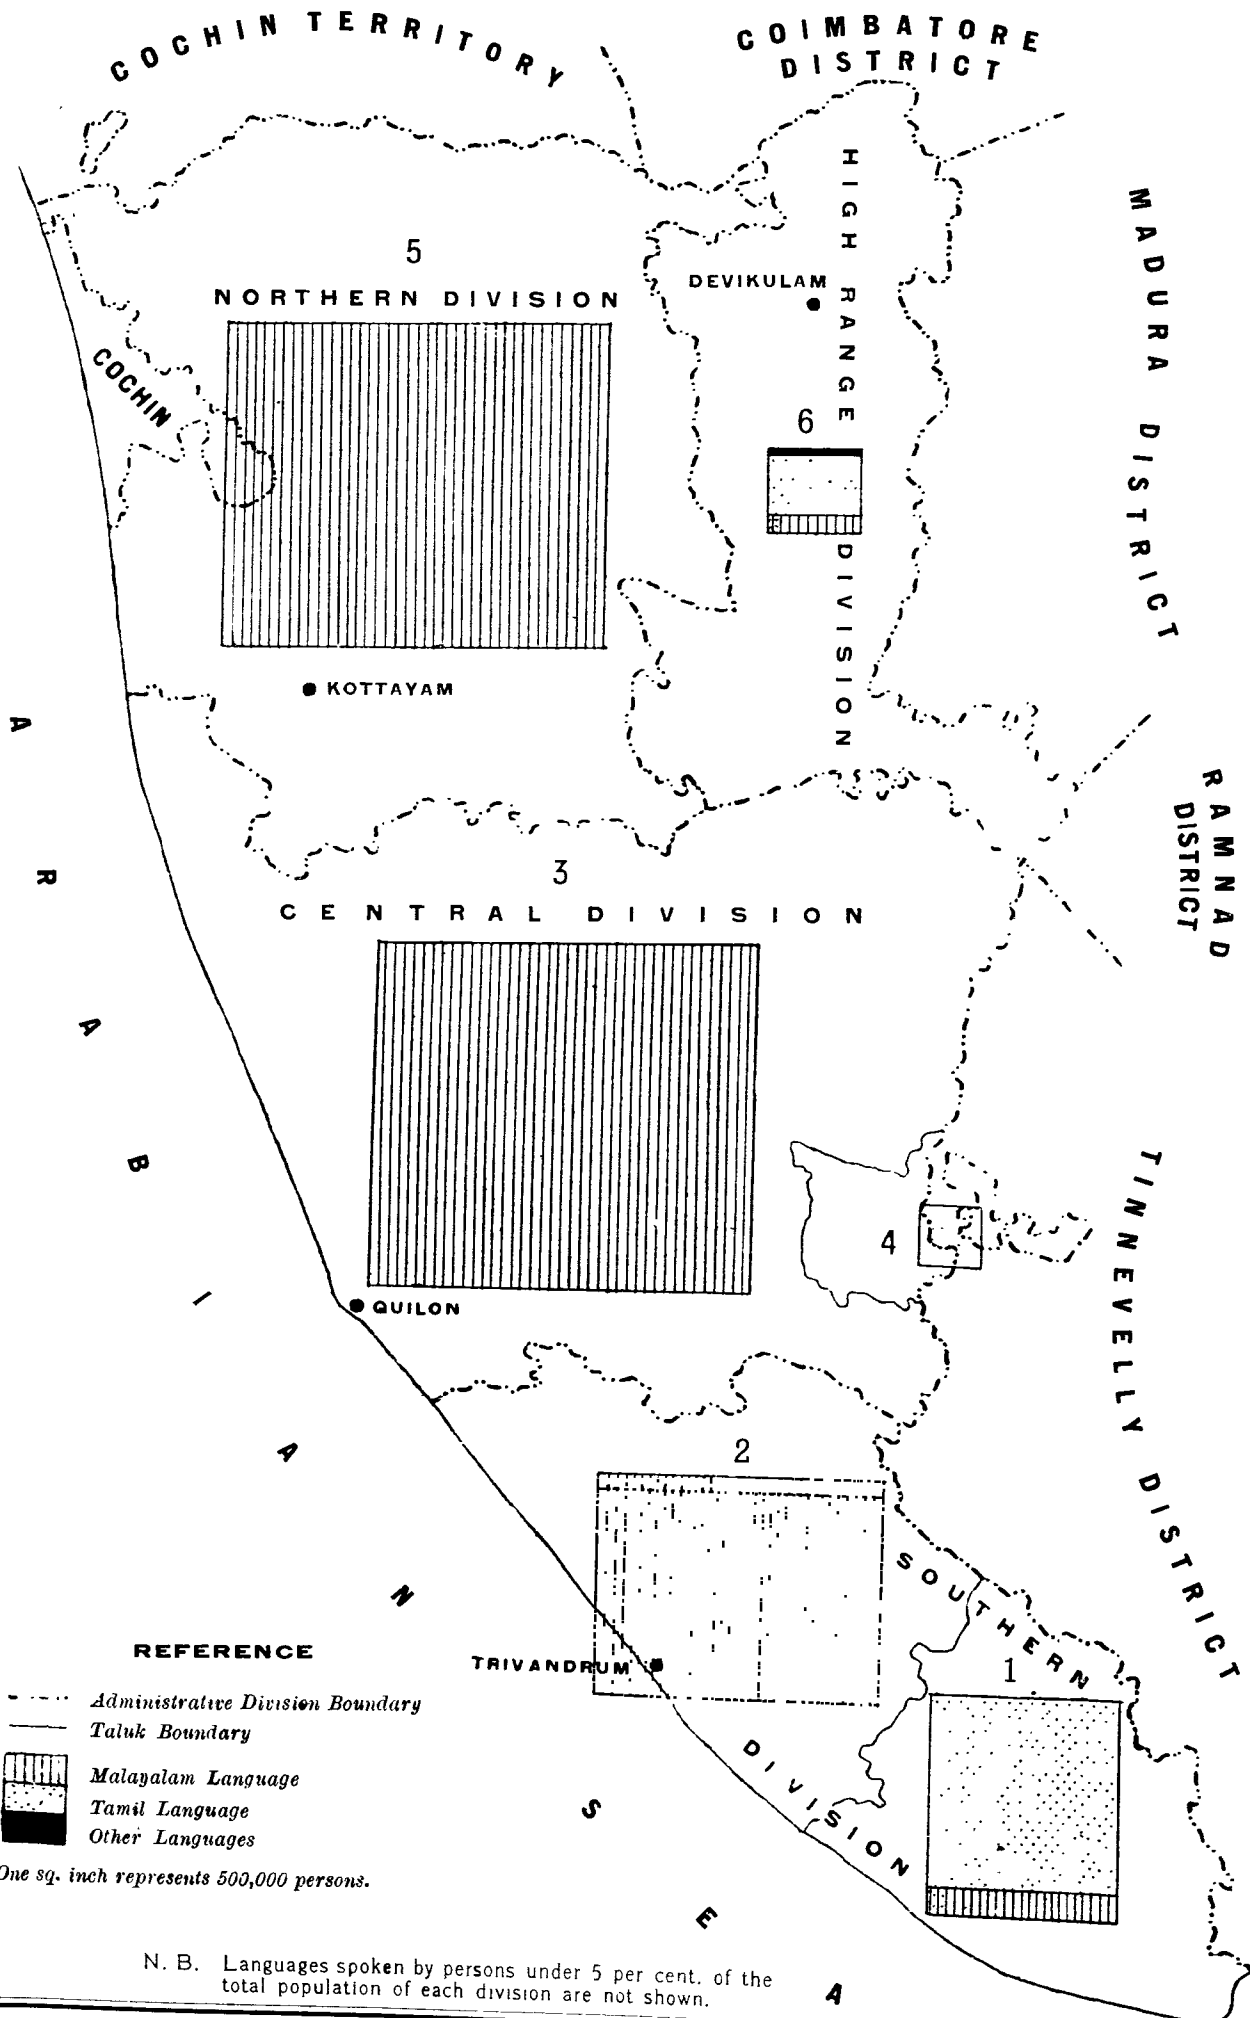 COCHIN TERRITORY
COIMBATORE
DISTRICT
MADURA DISTRICT
5
NORTHERN DIVISION
DEVIKULAM
HIGH RANGE DIVISION
COCHIN
6
KOTTAYAM
RAMNAD
DISTRICT
3
CENTRAL DIVISION
4
TINNEVELLY DISTRICT
QUILON
ARABIAN SEA
2
SOUTHERN
DIVISION
TRIVANDRUM
1
REFERENCE
Administrative Division Boundary
Taluk Boundary
Malayalam Language
Tamil Language
Other Languages
One sq. inch represents 500,000 persons.
N. B. Languages spoken by persons under 5 per cent. of the
total population of each division are not shown.